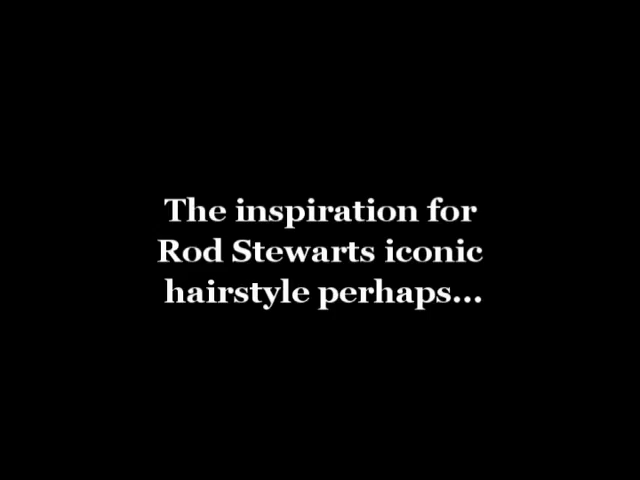 The inspiration for
Rod Stewarts iconic
hairstyle perhaps...